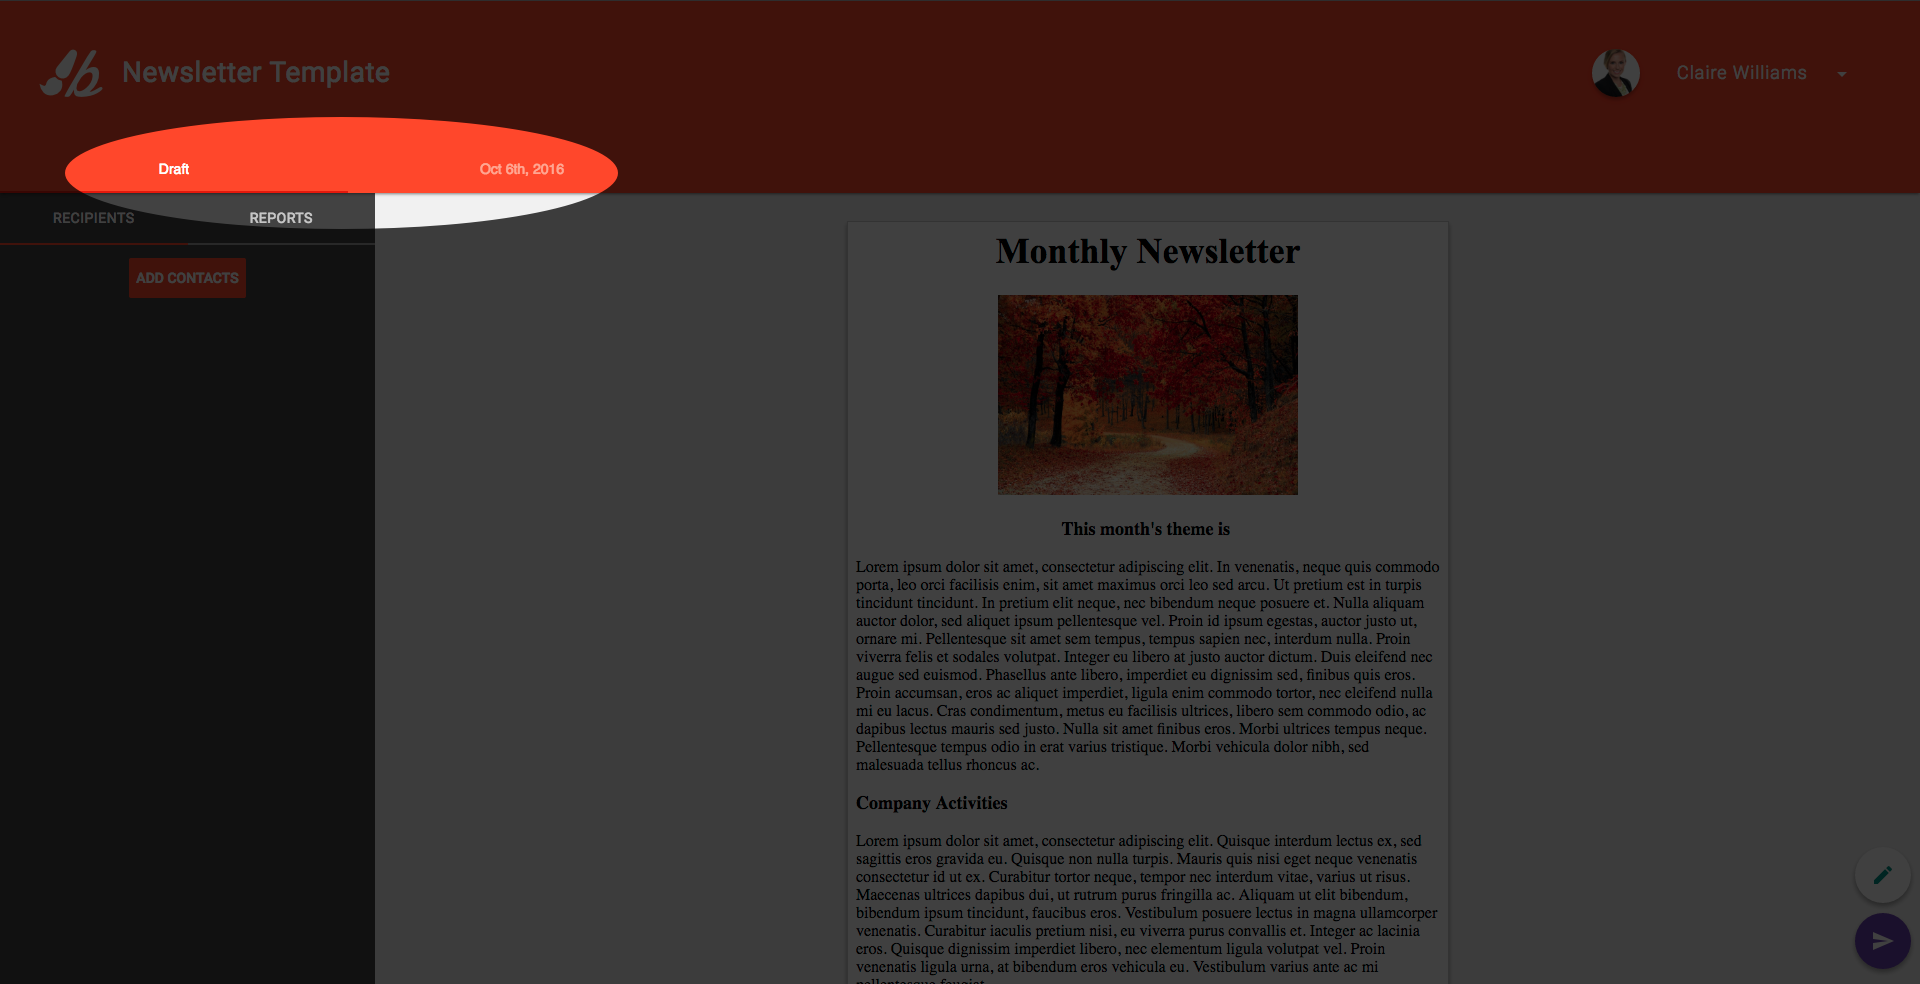 Newsletter Template
Claire Williams
Draft
Oct 6th, 2016
RECIPIENTS
REPORTS
ADD CONTACTS
Monthly Newsletter
This month's theme is
Lorem ipsum dolor sit amet, consectetur adipiscing elit. In venenatis, neque quis commodo
porta, leo orci facilisis enim, sit amet maximus orci leo sed arcu. Ut pretium est in turpis
tincidunt tincidunt. In pretium elit neque, nec bibendum neque posuere et. Nulla aliquam
auctor dolor, sed aliquet ipsum pellentesque vel. Proin id ipsum egestas, auctor justo ut,
ornare mi. Pellentesque sit amet sem tempus, tempus sapien nec, interdum nulla. Proin
viverra felis et sodales volutpat. Integer eu libero at justo auctor dictum. Duis eleifend nec
augue sed euismod. Phasellus ante libero, imperdiet eu dignissim sed, finibus quis eros.
Proin accumsan, eros ac aliquet imperdiet, ligula enim commodo tortor, nec eleifend nulla
mi eu lacus. Cras condimentum, metus eu facilisis ultrices, libero sem commodo odio, ac
dapibus lectus mauris sed justo. Nulla sit amet finibus eros. Morbi ultrices tempus neque.
Pellentesque tempus odio in erat varius tristique. Morbi vehicula dolor nibh, sed
malesuada tellus rhoncus ac.
Company Activities
Lorem ipsum dolor sit amet, consectetur adipiscing elit. Quisque interdum lectus ex, sed
sagittis eros gravida eu. Quisque non nulla turpis. Mauris quis nisi eget neque venenatis
consectetur id ut ex. Curabitur tortor neque, tempor nec interdum vitae, varius ut risus.
Maecenas ultrices dapibus dui, ut rutrum purus fringilla ac. Aliquam ut elit bibendum,
bibendum ipsum tincidunt, faucibus eros. Vestibulum posuere lectus in magna ullamcorper
venenatis. Curabitur iaculis pretium nisi, eu viverra purus convallis et. Integer ac lacinia
eros. Quisque dignissim imperdiet libero, nec elementum ligula volutpat vel. Proin
venenatis ligula urna, at bibendum eros vehicula eu. Vestibulum varius ante ac mi